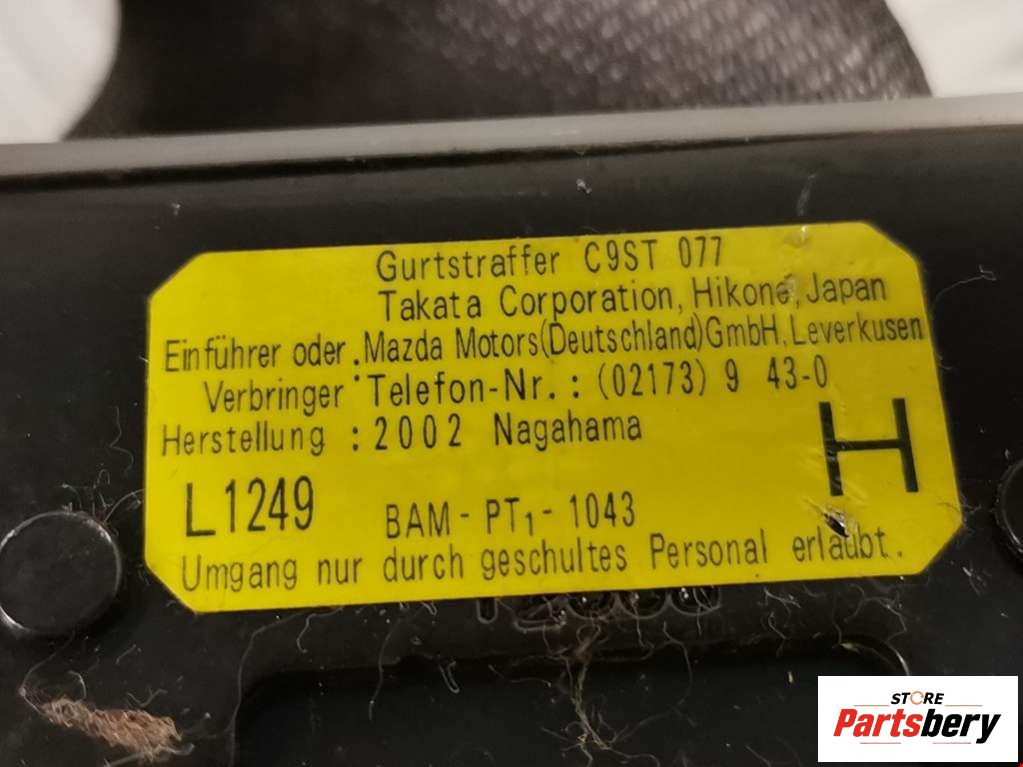 Gurtstraffer C9ST 077
Takata Corporation, Hikone, Japan
Einführer oder. Mazda Motors(Deutschland)GmbH, Leverkusen
Verbringer : Telefon-Nr. : (02173) 9 43-0
Herstellung : 2002 Nagahama
H
L1249 BAM - PT1 - 1043
Umgang nur durch geschultes Personal erlaubt.
STORE
Partsbery